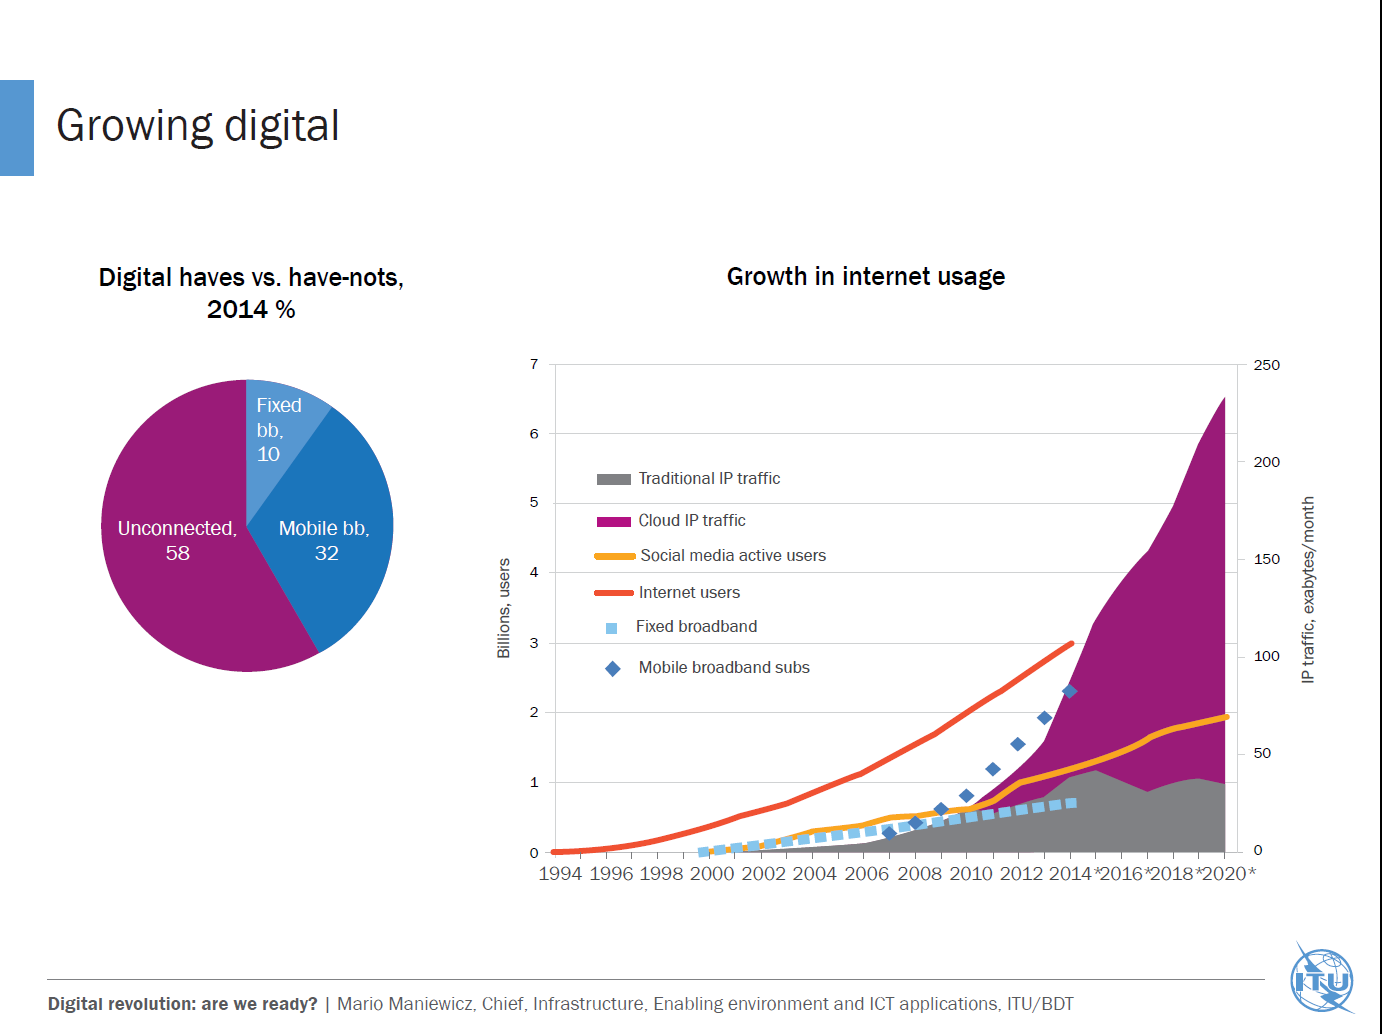 Growing digital
Digital haves vs. have-nots,
2014 %
Fixed
bb,
10
Unconnected,
58
Mobile bb,
32
Growth in internet usage
7
6
5
4
3
2
1
0
Billions, users
Traditional IP traffic
Cloud IP traffic
Social media active users
Internet users
Fixed broadband
Mobile broadband subs
250
200
150
100
50
0
IP traffic, exabytes/month
1994 1996 1998 2000 2002 2004 2006 2008 2010 2012 2014* 2016* 2018* 2020*
Digital revolution: are we ready? | Mario Maniewicz, Chief, Infrastructure, Enabling environment and ICT applications, ITU/BDT
ITU